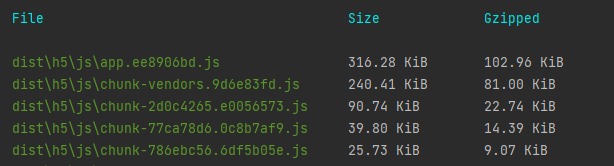 File Size Gzipped
dist\h5\js\app.ee8906bd.js 316.28 KiB 102.96 KiB
dist\h5\js\chunk-vendors.9d6e83fd.js 240.41 KiB 81.00 KiB
dist\h5\js\chunk-2d0c4265.e0056573.js 90.74 KiB 22.74 KiB
dist\h5\js\chunk-77ca78d6.0c8b7af9.js 39.80 KiB 14.39 KiB
dist\h5\js\chunk-786ebc56.6df5b05e.js 25.73 KiB 9.07 KiB